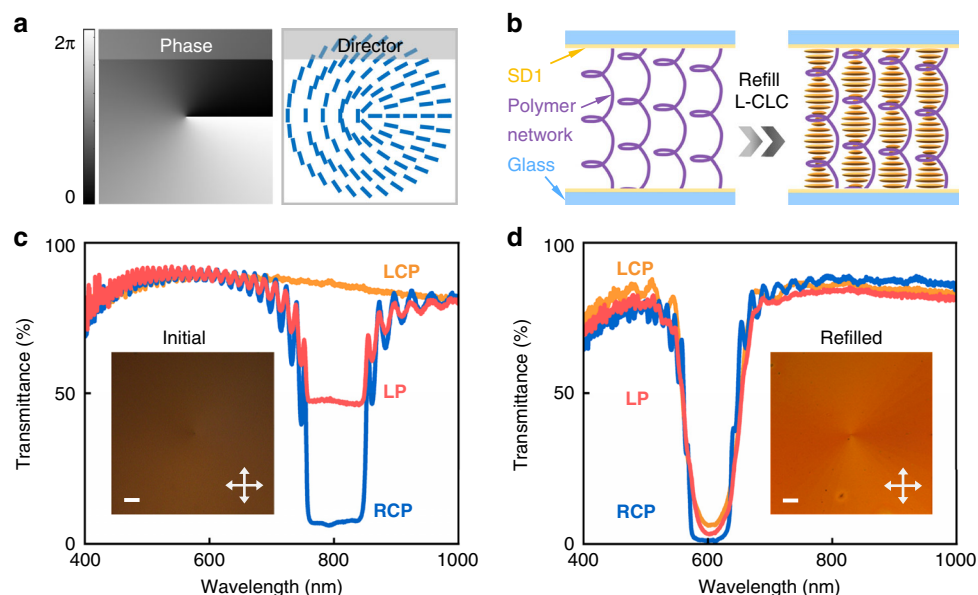 a
2π
0
Phase
Director
b
SD1
Polymer
network
Glass
Refill
L-CLC
c
Transmittance (%)
100
50
0
LCP
Initial
LP
RCP
400
600
800
1000
Wavelength (nm)
d
Transmittance (%)
100
50
0
LCP
Refilled
LP
RCP
400
600
800
1000
Wavelength (nm)